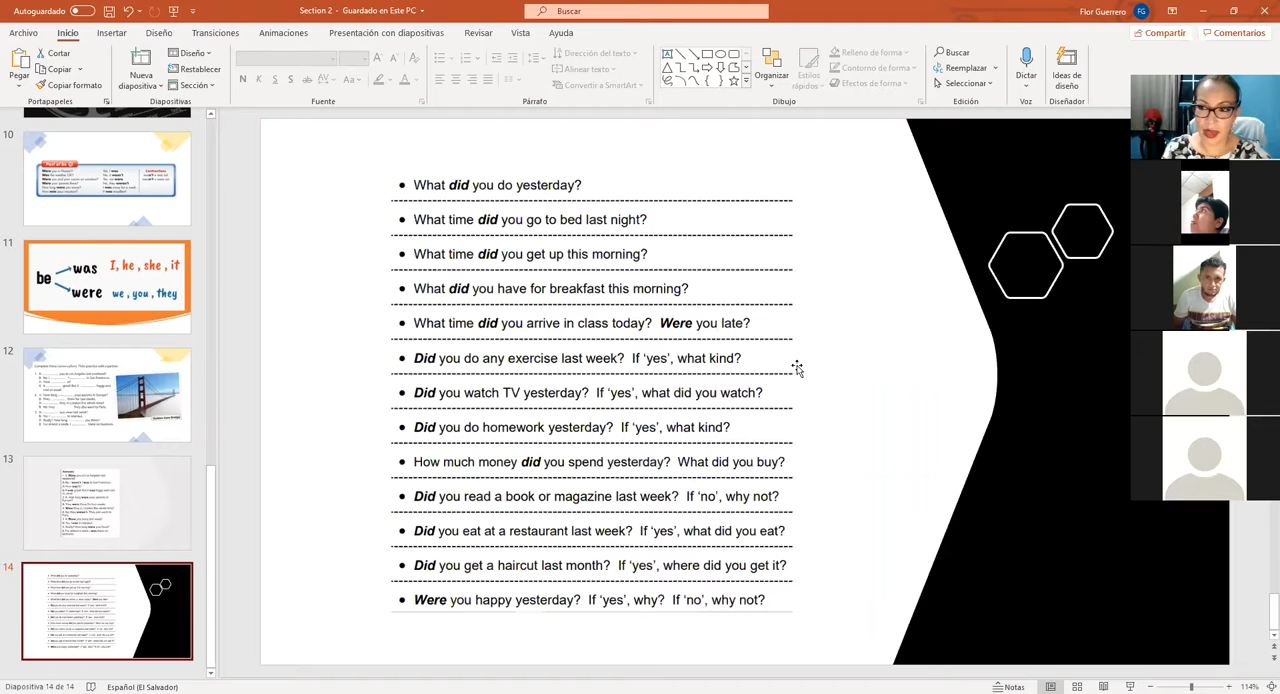 Autoguardado
Section 2 - Guardado en Este PC
Buscar
Flor Guerrero
FG
Archivo Inicio Insertar Diseño Transiciones Animaciones Presentación con diapositivas Revisar Vista Ayuda
Compartir Comentarios
Pegar
Cortar
Copiar
Copiar formato
Portapapeles
Nueva
diapositiva
Diseño
Restablecer
Sección
Diapositivas
N K S S ab AV Aa A
A A
Fuente
Dirección del texto
Alinear texto
Convertir a SmartArt
Párrafo
Organizar
Estilos
rápidos
Relleno de forma
Contorno de forma
Efectos de forma
Dibujo
Buscar
Reemplazar
Seleccionar
Edición
Dictar
Voz
Ideas de
diseño
Diseñador
10
Past of be
11
be
was
were
I, he, she, it
we, you, they
12
13
14
• What did you do yesterday?
• What time did you go to bed last night?
• What time did you get up this morning?
• What did you have for breakfast this morning?
• What time did you arrive in class today? Were you late?
• Did you do any exercise last week? If 'yes', what kind?
• Did you watch TV yesterday? If 'yes', what did you watch?
• Did you do homework yesterday? If 'yes', what kind?
• How much money did you spend yesterday? What did you buy?
• Did you read a book or magazine last week? If 'no', why not?
• Did you eat at a restaurant last week? If 'yes', what did you eat?
• Did you get a haircut last month? If 'yes', where did you get it?
• Were you If 'yes', why? If 'no', why
Diapositiva 14 de 14
Español (El Salvador)
Notas
114%